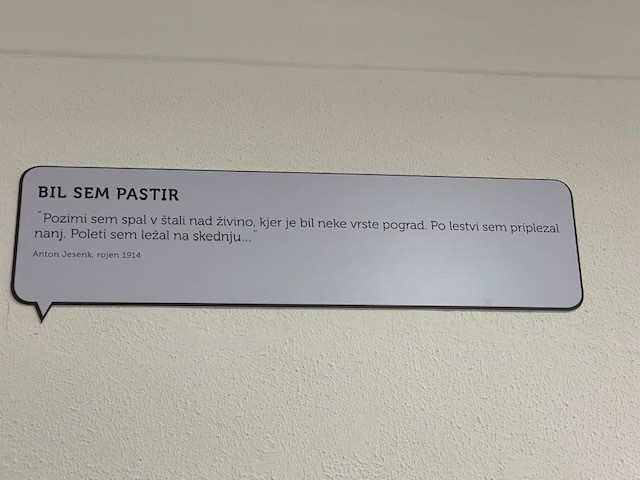 BIL SEM PASTIR
"Pozimi sem spal v štali nad živino, kjer je bil neke vrste pograd. Po lestvi sem priplezal
nanj. Poleti sem ležal na skednju..."
Anton Jesenk, rojen 1914